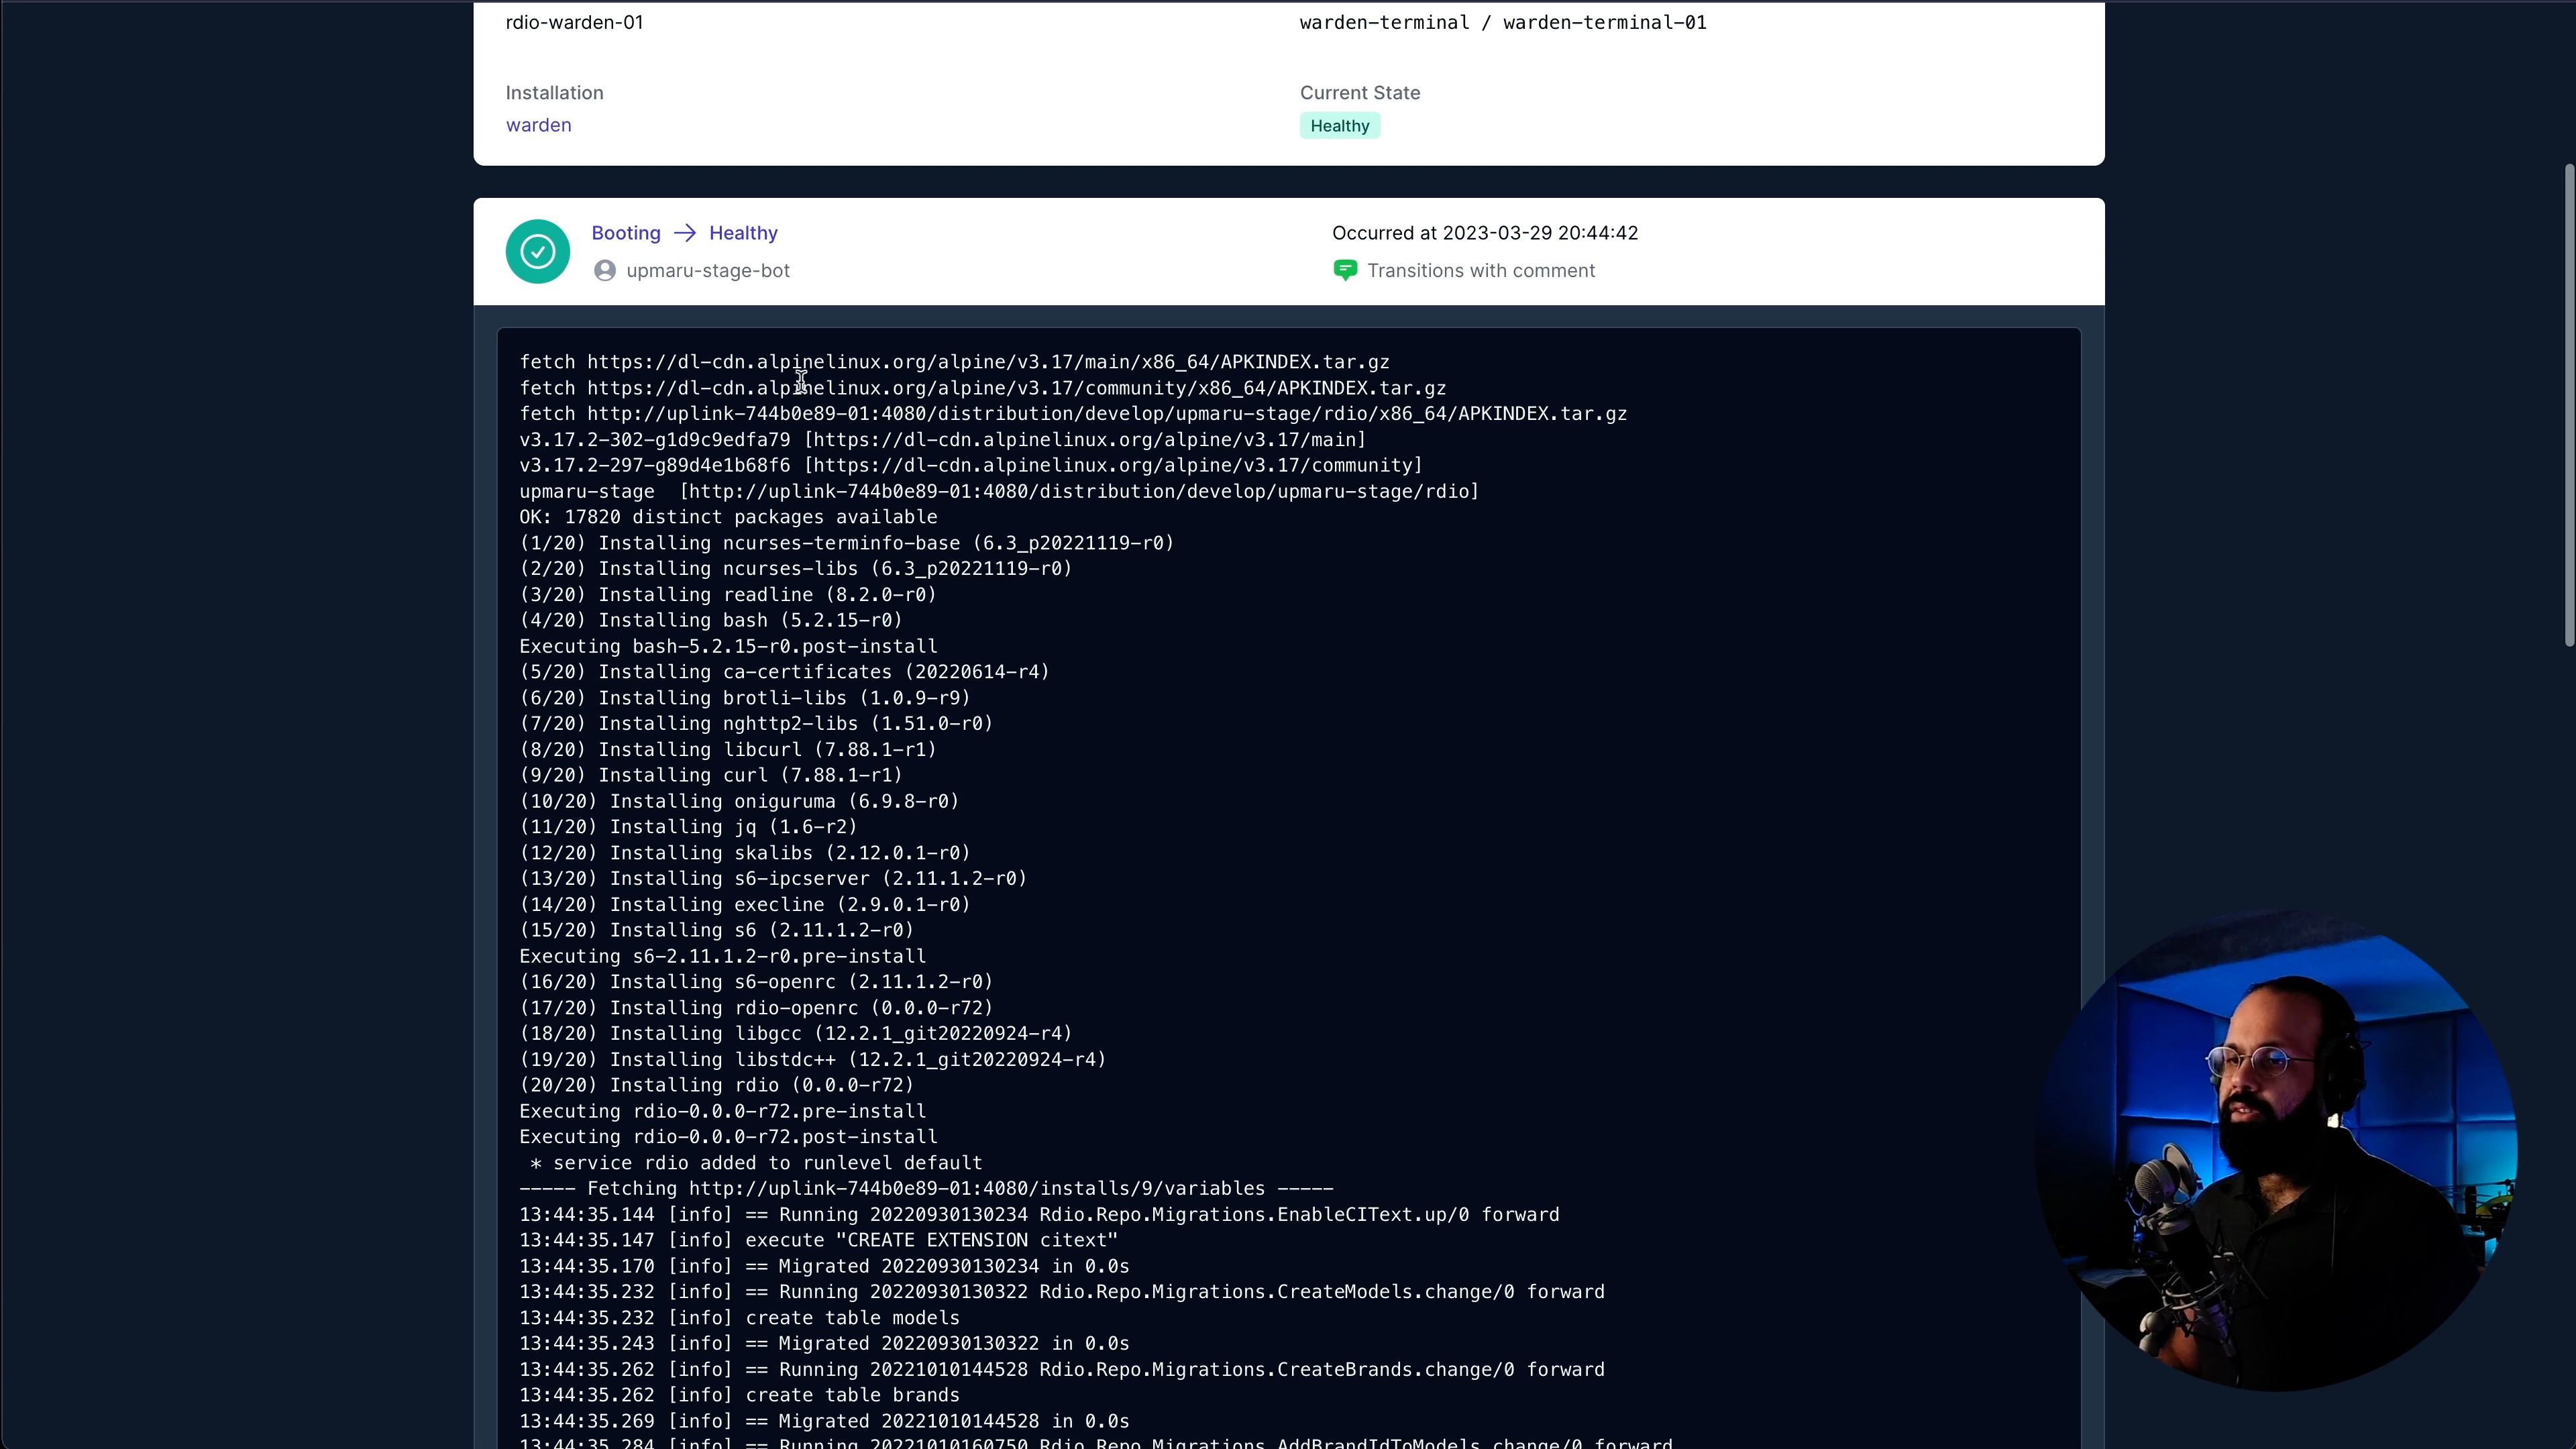 rdio-warden-01
warden-terminal / warden-terminal-01
Installation
Current State
warden
Healthy
Booting → Healthy
Occurred at 2023-03-29 20:44:42
upmaru-stage-bot
Transitions with comment
fetch https://dl-cdn.alpinelinux.org/alpine/v3.17/main/x86_64/APKINDEX.tar.gz
fetch https://dl-cdn.alpinelinux.org/alpine/v3.17/community/x86_64/APKINDEX.tar.gz
fetch http://uplink-744b0e89-01:4080/distribution/develop/upmaru-stage/rdio/x86_64/APKINDEX.tar.gz
v3.17.2-302-g1d9c9edfa79 [https://dl-cdn.alpinelinux.org/alpine/v3.17/main]
v3.17.2-297-g89d4e1b68f6 [https://dl-cdn.alpinelinux.org/alpine/v3.17/community]
upmaru-stage  [http://uplink-744b0e89-01:4080/distribution/develop/upmaru-stage/rdio]
OK: 17820 distinct packages available
(1/20) Installing ncurses-terminfo-base (6.3_p20221119-r0)
(2/20) Installing ncurses-libs (6.3_p20221119-r0)
(3/20) Installing readline (8.2.0-r0)
(4/20) Installing bash (5.2.15-r0)
Executing bash-5.2.15-r0.post-install
(5/20) Installing ca-certificates (20220614-r4)
(6/20) Installing brotli-libs (1.0.9-r9)
(7/20) Installing nghttp2-libs (1.51.0-r0)
(8/20) Installing libcurl (7.88.1-r1)
(9/20) Installing curl (7.88.1-r1)
(10/20) Installing oniguruma (6.9.8-r0)
(11/20) Installing jq (1.6-r2)
(12/20) Installing skalibs (2.12.0.1-r0)
(13/20) Installing s6-ipcserver (2.11.1.2-r0)
(14/20) Installing execline (2.9.0.1-r0)
(15/20) Installing s6 (2.11.1.2-r0)
Executing s6-2.11.1.2-r0.pre-install
(16/20) Installing s6-openrc (2.11.1.2-r0)
(17/20) Installing rdio-openrc (0.0.0-r72)
(18/20) Installing libgcc (12.2.1_git20220924-r4)
(19/20) Installing libstdc++ (12.2.1_git20220924-r4)
(20/20) Installing rdio (0.0.0-r72)
Executing rdio-0.0.0-r72.pre-install
Executing rdio-0.0.0-r72.post-install
 * service rdio added to runlevel default
----- Fetching http://uplink-744b0e89-01:4080/installs/9/variables -----
13:44:35.144 [info] == Running 20220930130234 Rdio.Repo.Migrations.EnableCIText.up/0 forward
13:44:35.147 [info] execute "CREATE EXTENSION citext"
13:44:35.170 [info] == Migrated 20220930130234 in 0.0s
13:44:35.232 [info] == Running 20220930130322 Rdio.Repo.Migrations.CreateModels.change/0 forward
13:44:35.232 [info] create table models
13:44:35.243 [info] == Migrated 20220930130322 in 0.0s
13:44:35.262 [info] == Running 20221010144528 Rdio.Repo.Migrations.CreateBrands.change/0 forward
13:44:35.262 [info] create table brands
13:44:35.269 [info] == Migrated 20221010144528 in 0.0s
13:44:35.284 [info] == Running 20221010160750 Rdio.Repo.Migrations.AddBrandIdToModels.change/0 forward